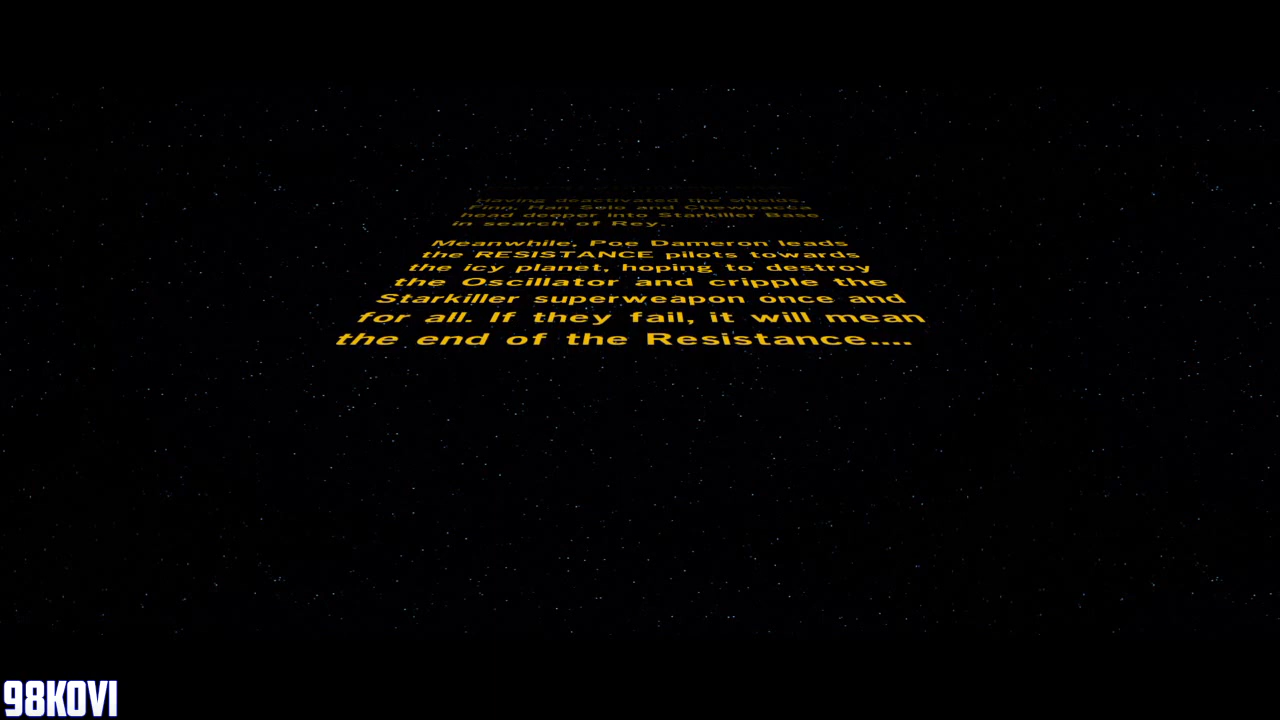 Having deactivated the shields,
Finn, Han Solo and Chewbacca
head deeper into Starkiller Base
in search of Rey.
Meanwhile, Poe Dameron leads
the RESISTANCE pilots towards
the icy planet, hoping to destroy
the Oscillator and cripple the
Starkiller superweapon once and
for all. If they fail, it will mean
the end of the Resistance....
98KOVI